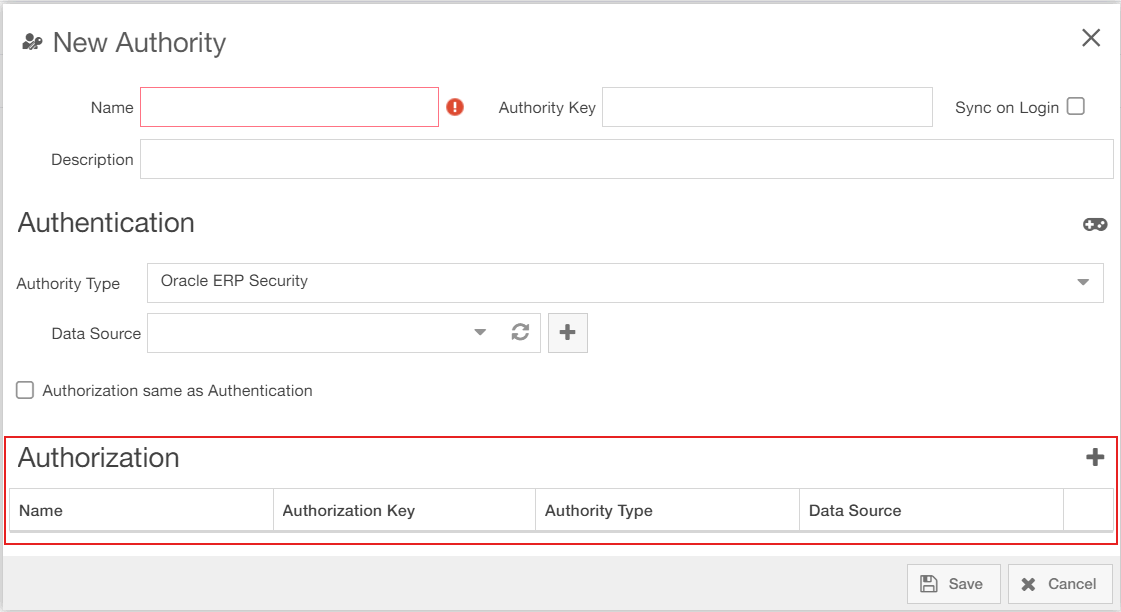 New Authority
Name Authority Key Sync on Login
Description
Authentication
Authority Type Oracle ERP Security
Data Source
Authorization same as Authentication
Authorization
Name Authorization Key Authority Type Data Source
Save Cancel